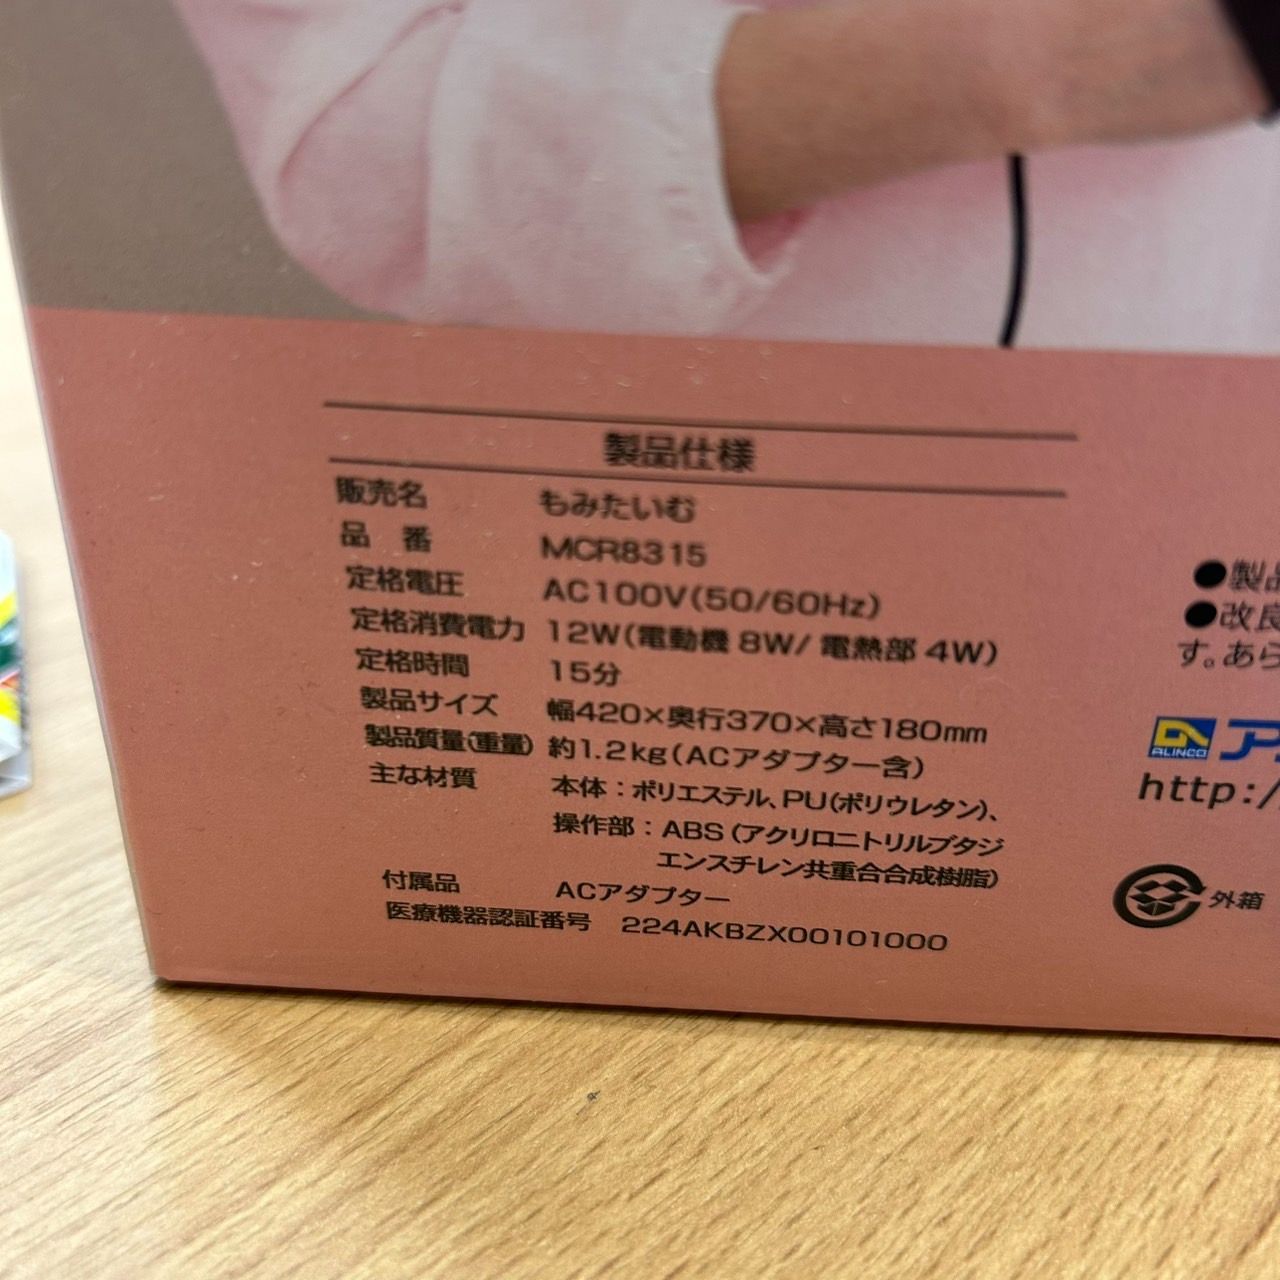 製品仕様
販売名 もみたいむ
品 番 MCR8315
定格電圧 AC100V(50/60Hz)
定格消費電力 12W(電動機 8W/ 電熱部 4W)
定格時間 15分
製品サイズ 幅420×奥行370×高さ180mm
製品質量(重量) 約1.2kg(ACアダプター含)
主な材質 本体：ポリエステル、PU(ポリウレタン)、
操作部：ABS(アクリロニトリルブタジ
エンスチレン共重合合成樹脂)
付属品 ACアダプター
医療機器認証番号 224AKBZX00101000
●製品
●改良
す。あら
ALINCO ア
http:/
外箱